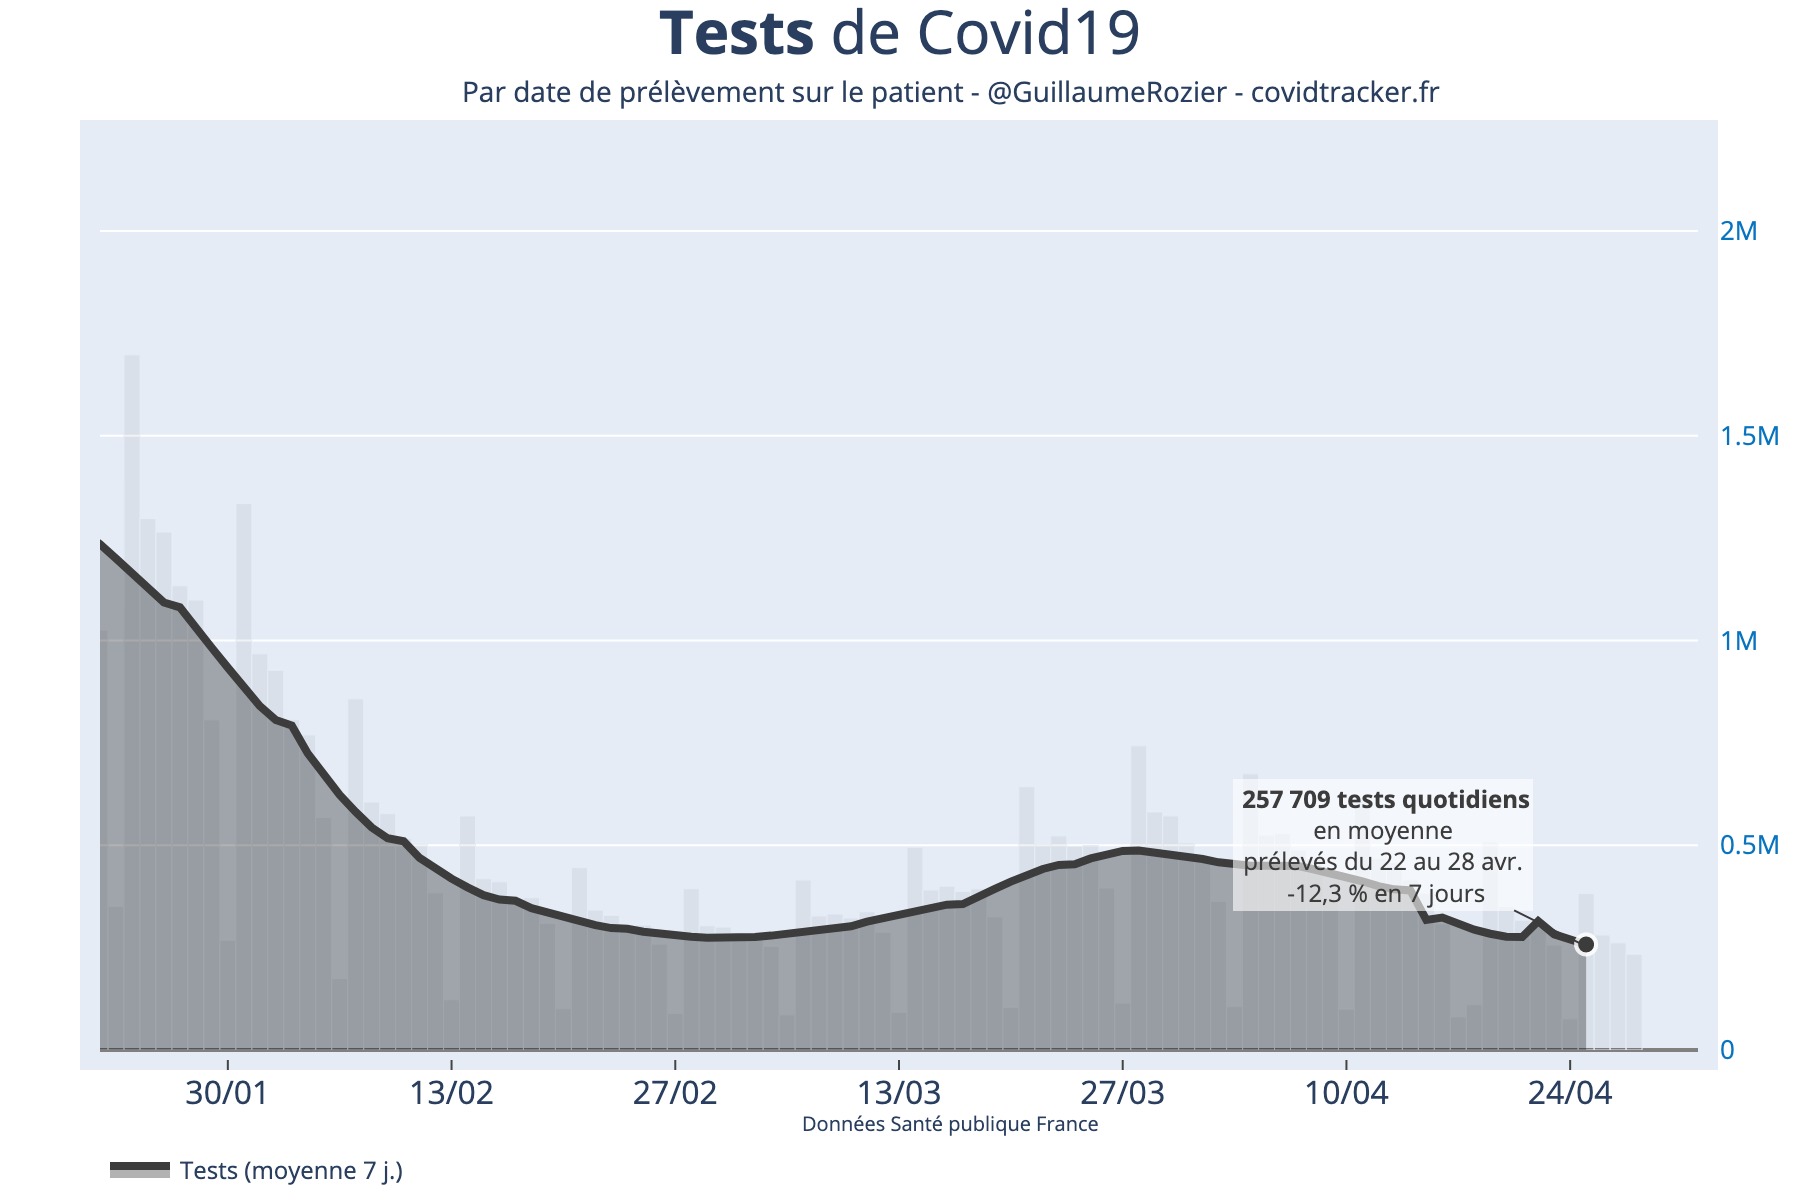 Tests de Covid19
Par date de prélèvement sur le patient - @GuillaumeRozier - covidtracker.fr
2M
1.5M
1M
257 709 tests quotidiens
en moyenne
prélevés du 22 au 28 avr.
-12,3 % en 7 jours
0.5M
0
30/01 13/02 27/02 13/03 27/03 10/04 24/04
Données Santé publique France
Tests (moyenne 7 j.)